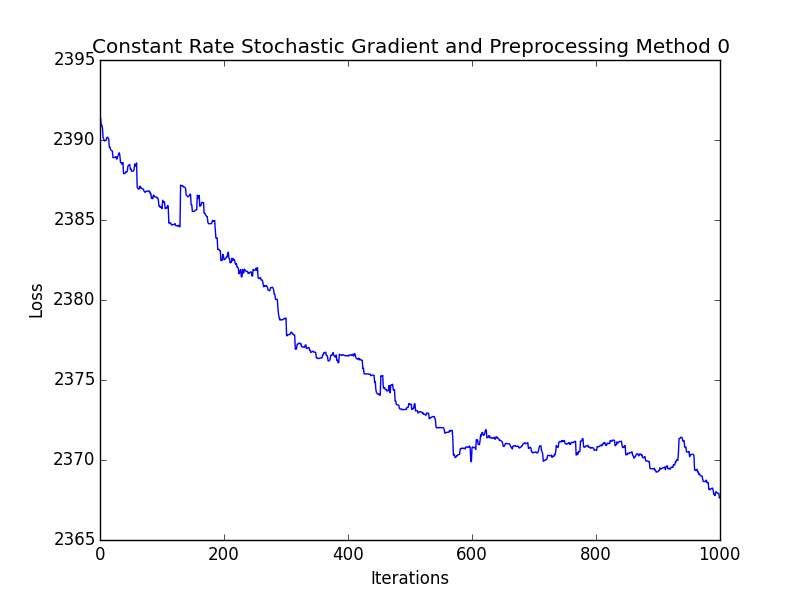 Constant Rate Stochastic Gradient and Preprocessing Method 0
2395
2390
2385
2380
2375
2370
2365
Loss
0 200 400 600 800 1000
Iterations